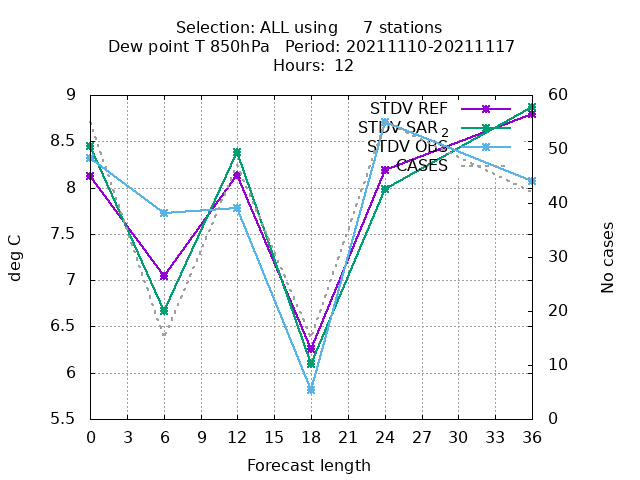 Selection: ALL using     7 stations
Dew point T 850hPa   Period: 20211110-20211117
Hours: 12
9
8.5
8
7.5
7
6.5
6
5.5
deg C
60
50
40
30
20
10
0
No cases
STDV REF
STDV SAR 2
STDV OBS
CASES
0 3 6 9 12 15 18 21 24 27 30 33 36
Forecast length